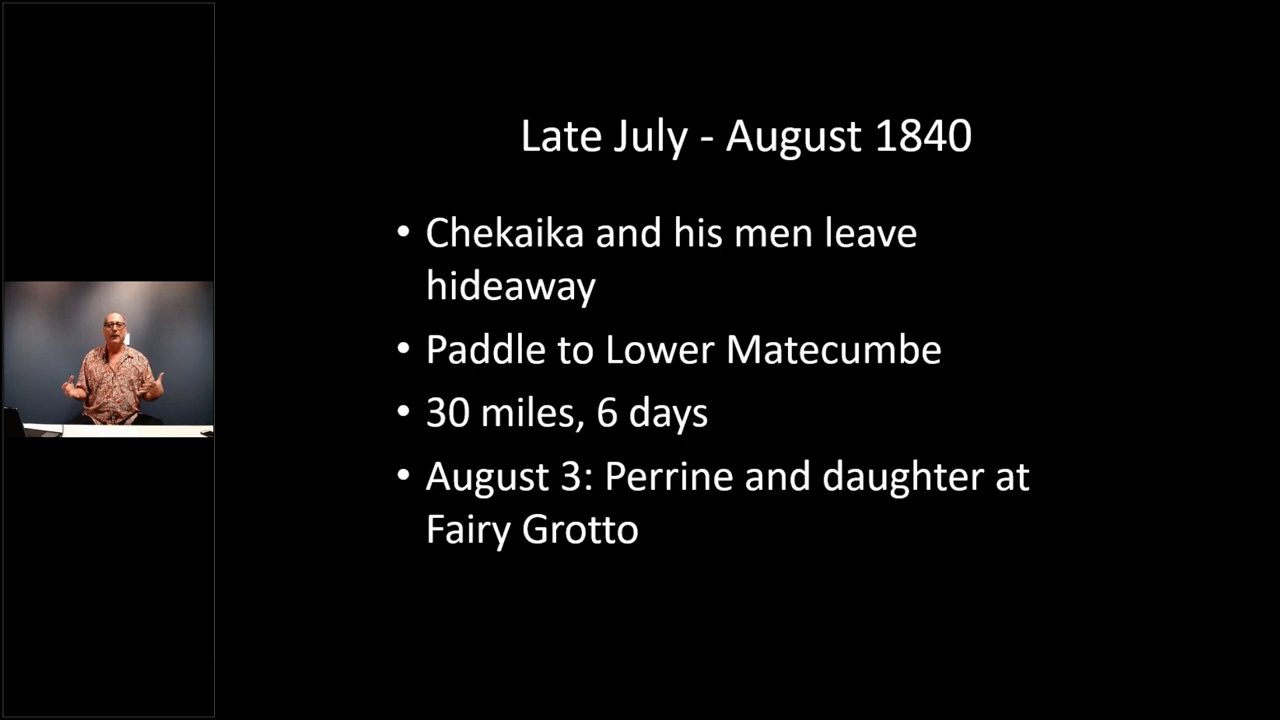 Late July - August 1840
• Chekaika and his men leave
hideaway
• Paddle to Lower Matecumbe
• 30 miles, 6 days
• August 3: Perrine and daughter at
Fairy Grotto